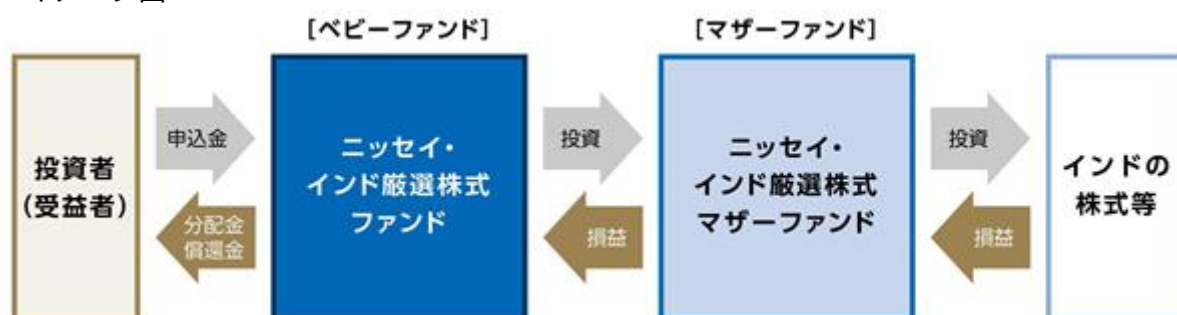 [ベビーファンド]
[マザーファンド]
投資者
(受益者)
申込金
分配金
償還金
ニッセイ・
インド厳選株式
ファンド
投資
損益
ニッセイ・
インド厳選株式
マザーファンド
投資
損益
インドの
株式等